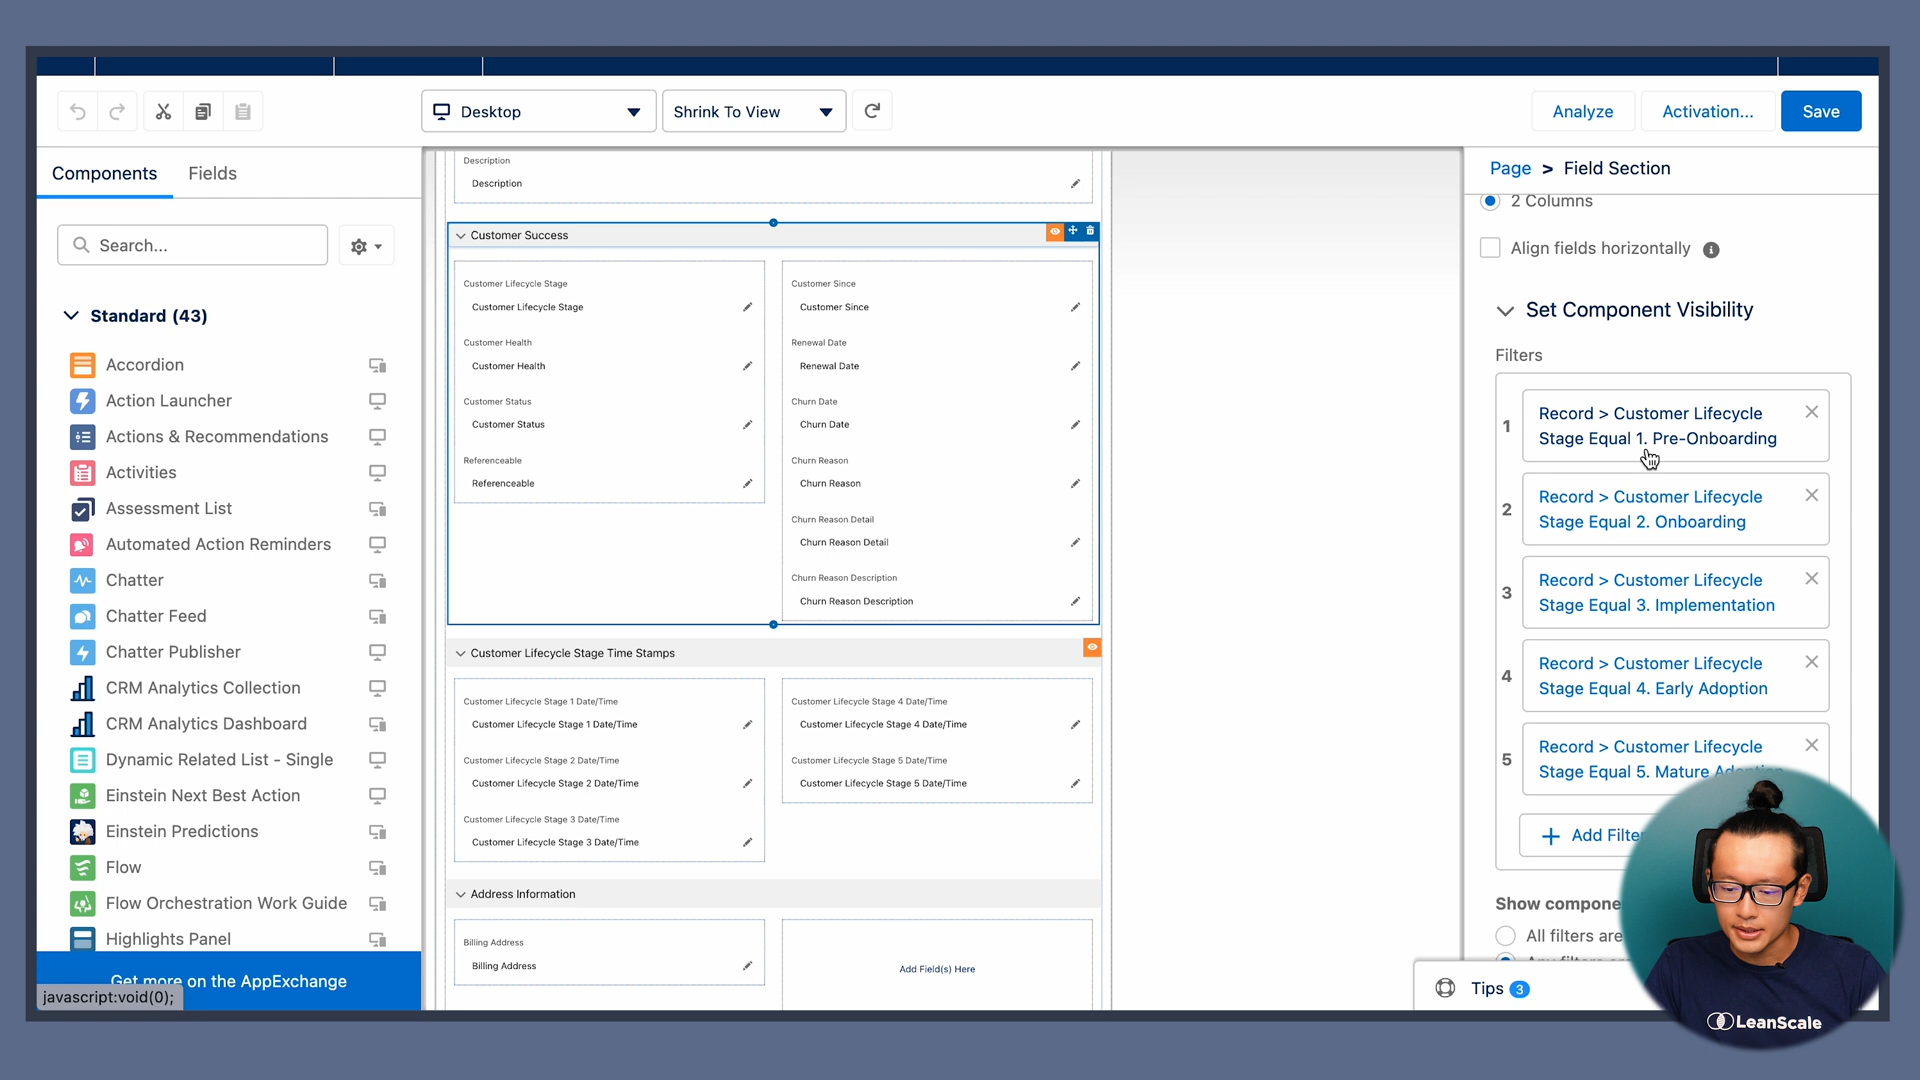 Desktop
Shrink To View
Analyze
Activation...
Save
Components
Fields
Search...
Standard (43)
Accordion
Action Launcher
Actions & Recommendations
Activities
Assessment List
Automated Action Reminders
Chatter
Chatter Feed
Chatter Publisher
CRM Analytics Collection
CRM Analytics Dashboard
Dynamic Related List - Single
Einstein Next Best Action
Einstein Predictions
Flow
Flow Orchestration Work Guide
Highlights Panel
Get more on the AppExchange
javascript:void(0);
Description
Description
Customer Success
Customer Lifecycle Stage
Customer Lifecycle Stage
Customer Health
Customer Health
Customer Status
Customer Status
Referenceable
Referenceable
Customer Since
Customer Since
Renewal Date
Renewal Date
Churn Date
Churn Date
Churn Reason
Churn Reason
Churn Reason Detail
Churn Reason Detail
Churn Reason Description
Churn Reason Description
Customer Lifecycle Stage Time Stamps
Customer Lifecycle Stage 1 Date/Time
Customer Lifecycle Stage 1 Date/Time
Customer Lifecycle Stage 2 Date/Time
Customer Lifecycle Stage 2 Date/Time
Customer Lifecycle Stage 3 Date/Time
Customer Lifecycle Stage 3 Date/Time
Customer Lifecycle Stage 4 Date/Time
Customer Lifecycle Stage 4 Date/Time
Customer Lifecycle Stage 5 Date/Time
Customer Lifecycle Stage 5 Date/Time
Address Information
Billing Address
Billing Address
Add Field(s) Here
Page > Field Section
2 Columns
Align fields horizontally
Set Component Visibility
Filters
1
Record > Customer Lifecycle
Stage Equal 1. Pre-Onboarding
2
Record > Customer Lifecycle
Stage Equal 2. Onboarding
3
Record > Customer Lifecycle
Stage Equal 3. Implementation
4
Record > Customer Lifecycle
Stage Equal 4. Early Adoption
5
Record > Customer Lifecycle
Stage Equal 5. Mature Adoption
Add Filter
Show compone
All filters are
Tips 3
LeanScale